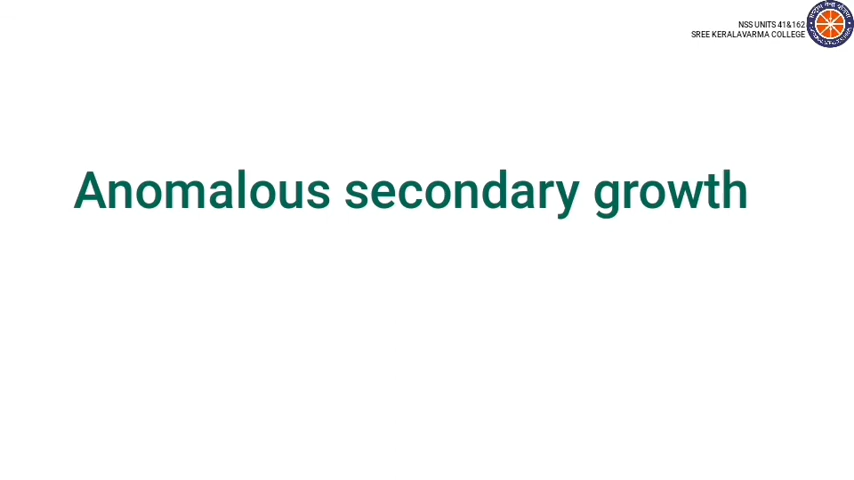 NSS UNITS 41&162
SREE KERALAVARMA COLLEGE
Anomalous secondary growth